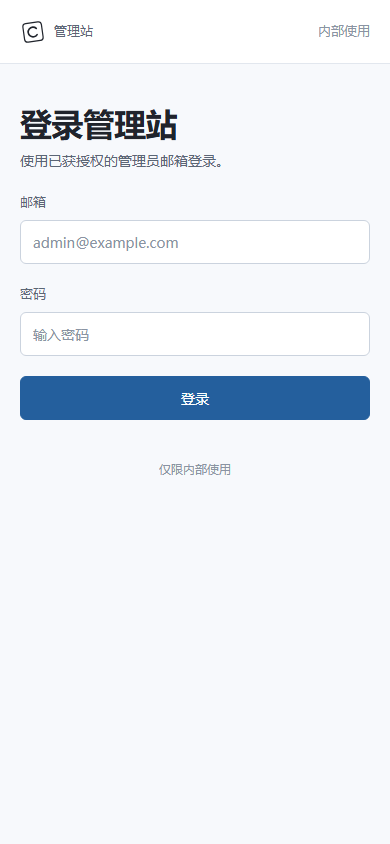 C 管理站
内部使用
登录管理站
使用已获授权的管理员邮箱登录。
邮箱
admin@example.com
密码
输入密码
登录
仅限内部使用